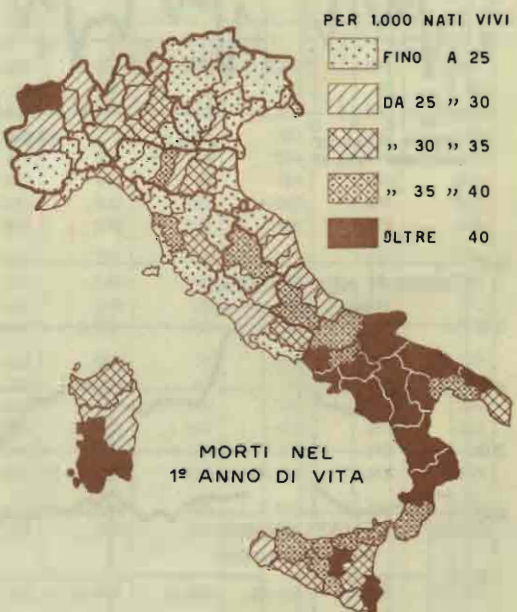 PER 1.000 NATI VIVI
FINO A 25
DA 25 " 30
" 30 " 35
" 35 " 40
OLTRE 40
MORTI NEL
1º ANNO DI VITA